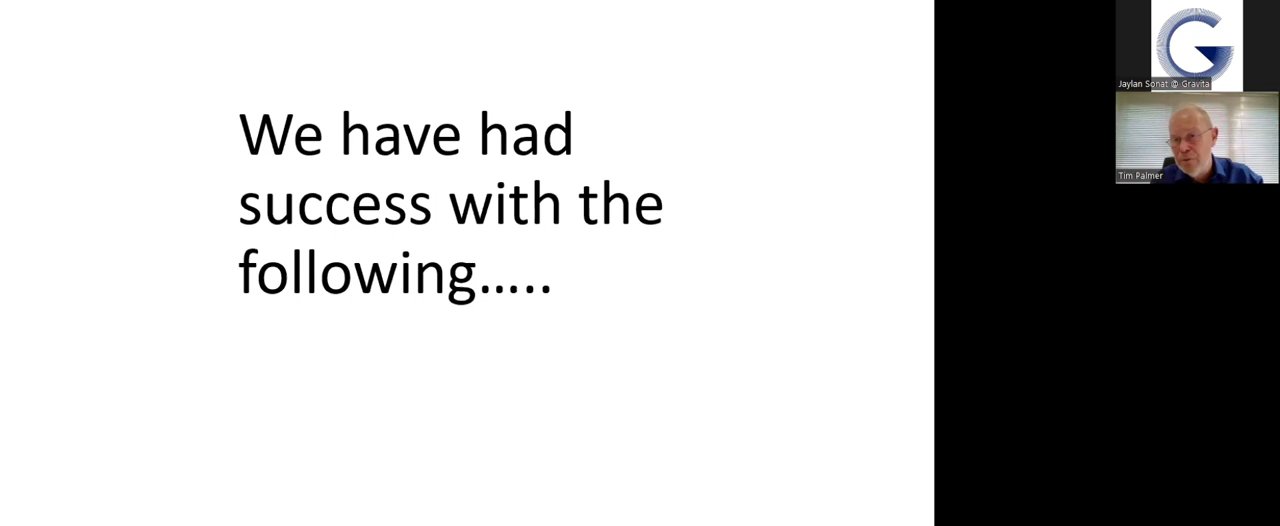 We have had
success with the
following.....
Jaylan Sonat @ Gravita
Tim Palmer